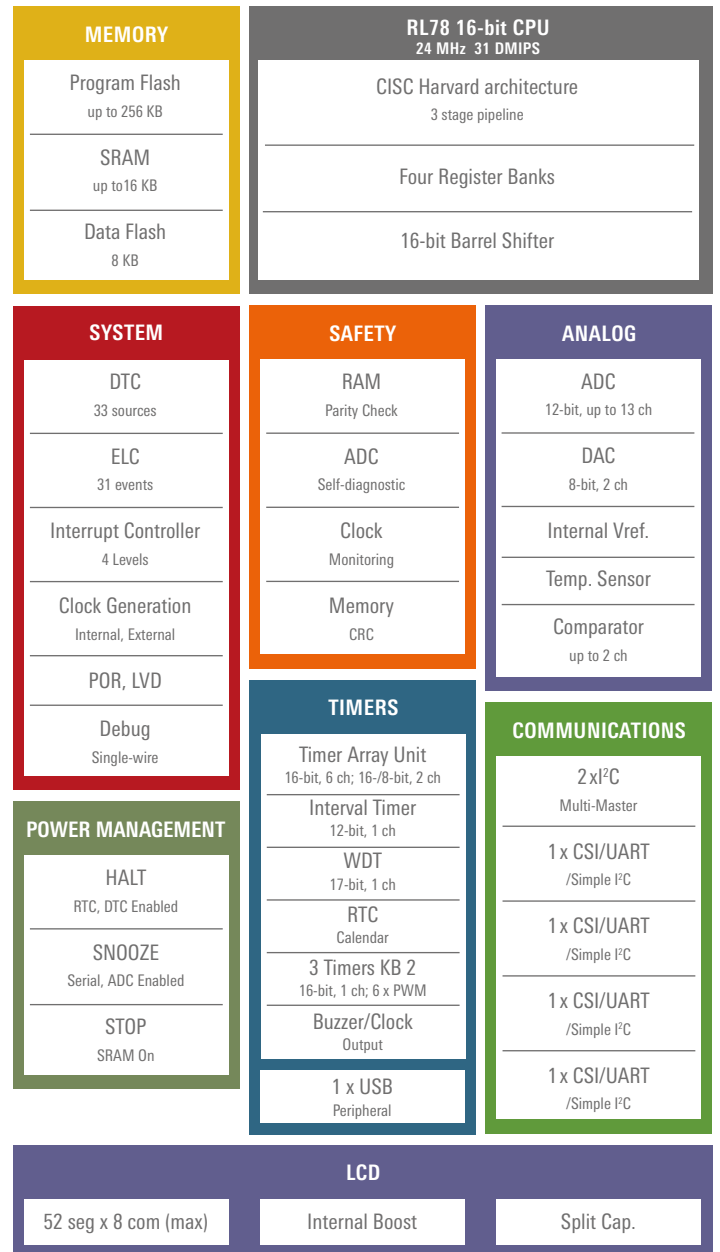 MEMORY
Program Flash
up to 256 KB
SRAM
up to16 KB
Data Flash
8 KB
RL78 16-bit CPU
24 MHz 31 DMIPS
CISC Harvard architecture
3 stage pipeline
Four Register Banks
16-bit Barrel Shifter
SYSTEM
DTC
33 sources
ELC
31 events
Interrupt Controller
4 Levels
Clock Generation
Internal, External
POR, LVD
Debug
Single-wire
SAFETY
RAM
Parity Check
ADC
Self-diagnostic
Clock
Monitoring
Memory
CRC
ANALOG
ADC
12-bit, up to 13 ch
DAC
8-bit, 2 ch
Internal Vref.
Temp. Sensor
Comparator
up to 2 ch
POWER MANAGEMENT
HALT
RTC, DTC Enabled
SNOOZE
Serial, ADC Enabled
STOP
SRAM On
TIMERS
Timer Array Unit
16-bit, 6 ch; 16-/8-bit, 2 ch
Interval Timer
12-bit, 1 ch
WDT
17-bit, 1 ch
RTC
Calendar
3 Timers KB 2
16-bit, 1 ch; 6 x PWM
Buzzer/Clock
Output
1 x USB
Peripheral
COMMUNICATIONS
2 xI²C
Multi-Master
1 x CSI/UART
/Simple I²C
1 x CSI/UART
/Simple I²C
1 x CSI/UART
/Simple I²C
1 x CSI/UART
/Simple I²C
LCD
52 seg x 8 com (max)
Internal Boost
Split Cap.